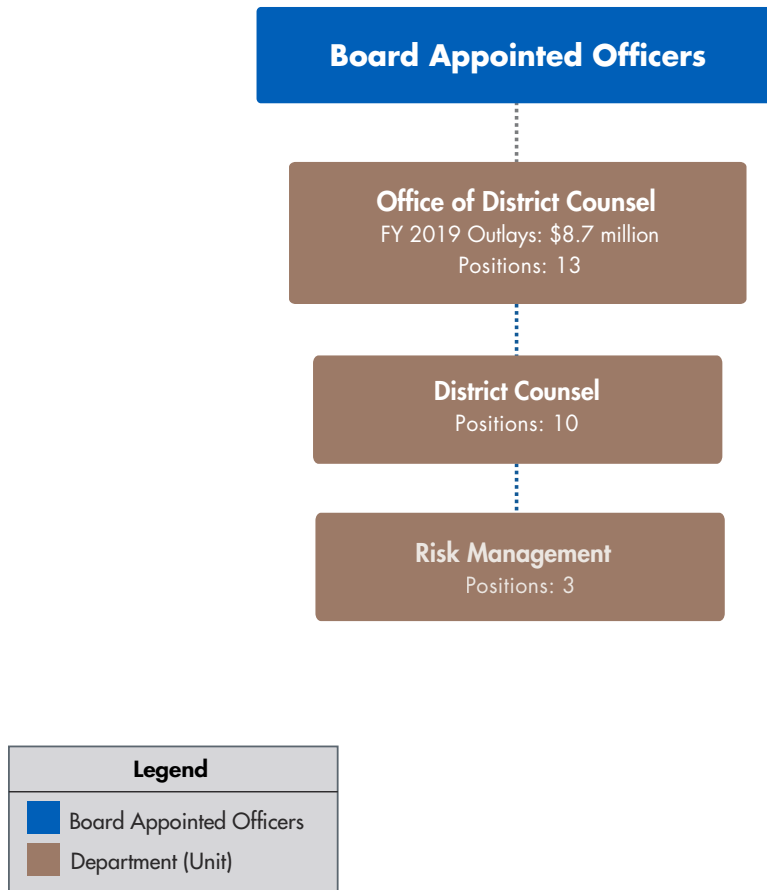 Board Appointed Officers
Office of District Counsel
FY 2019 Outlays: $8.7 million
Positions: 13
District Counsel
Positions: 10
Risk Management
Positions: 3
Legend
Board Appointed Officers
Department (Unit)